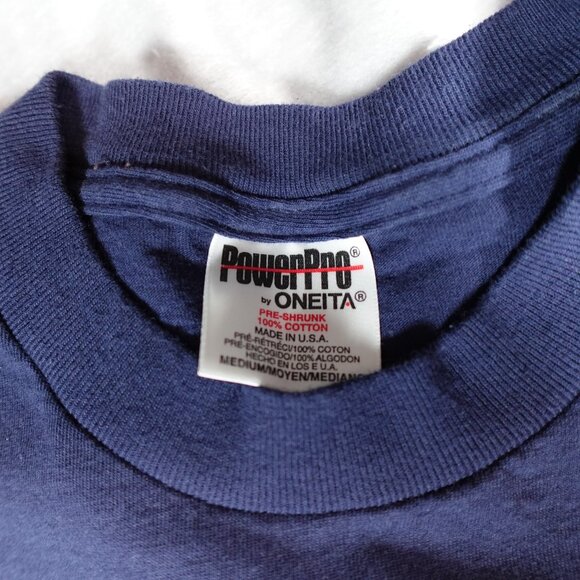 PowerPro®
by ONEITA®
PRE-SHRUNK
100% COTTON
MADE IN U.S.A.
PRÉ-RÉTRÉCI/100% COTON
PRE-ENCOGIDO/100% ALGODON
HECHO EN LOS E U.A.
MEDIUM/MOYEN/MEDIANO